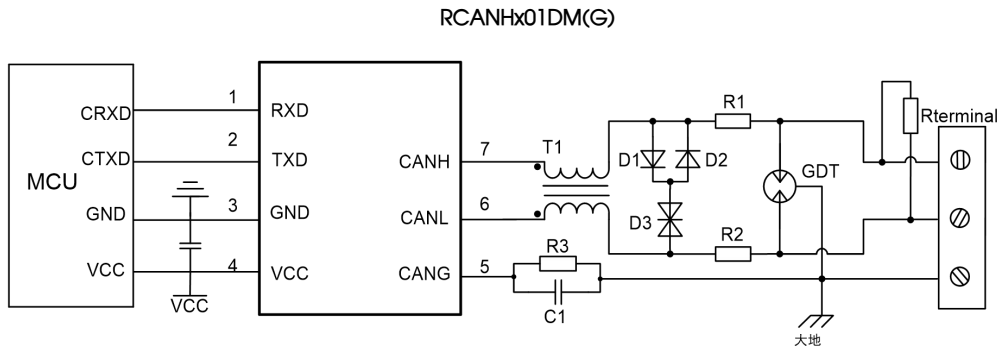 RCANHx01DM(G)
MCU
CRXD
CTXD
GND
VCC
1
2
3
4
VCC
RXD
TXD
GND
VCC
CANH
CANL
CANG
7
6
5
T1
D1
D2
D3
R1
R2
R3
C1
GDT
Rterminal
大地